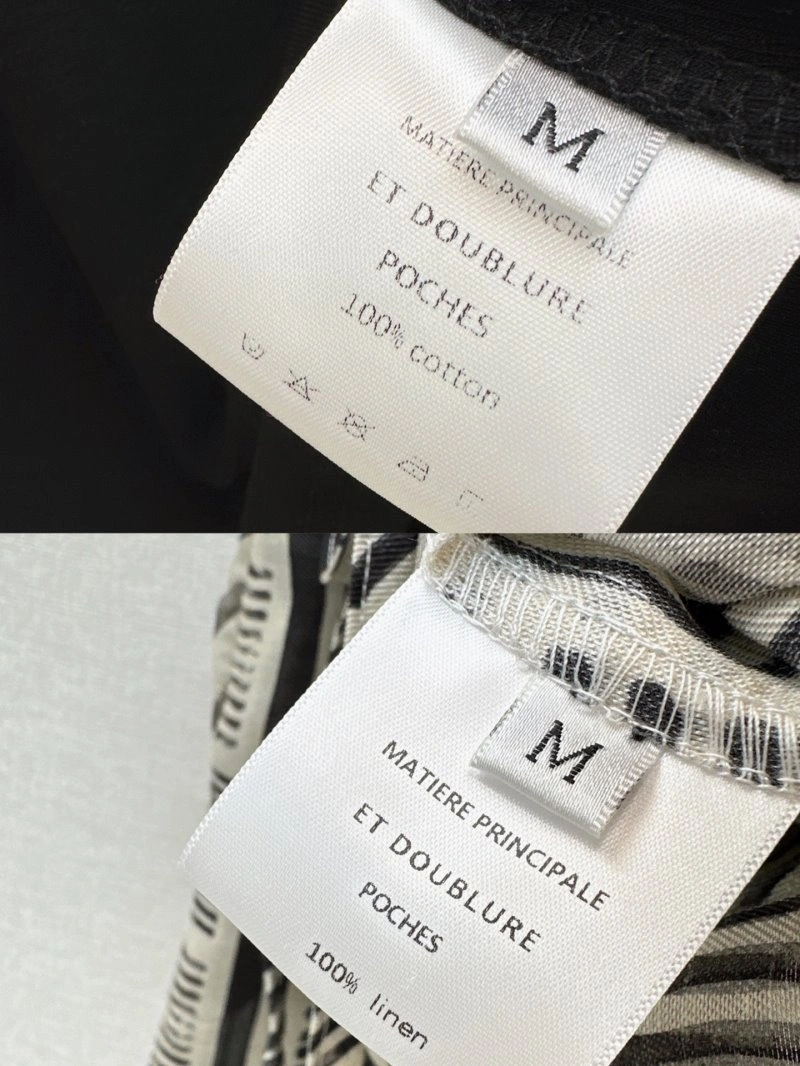 M
MATIERE PRINCIPALE
ET DOUBLURE
POCHES
100% cotton
M
MATIERE PRINCIPALE
ET DOUBLURE
POCHES
100% linen